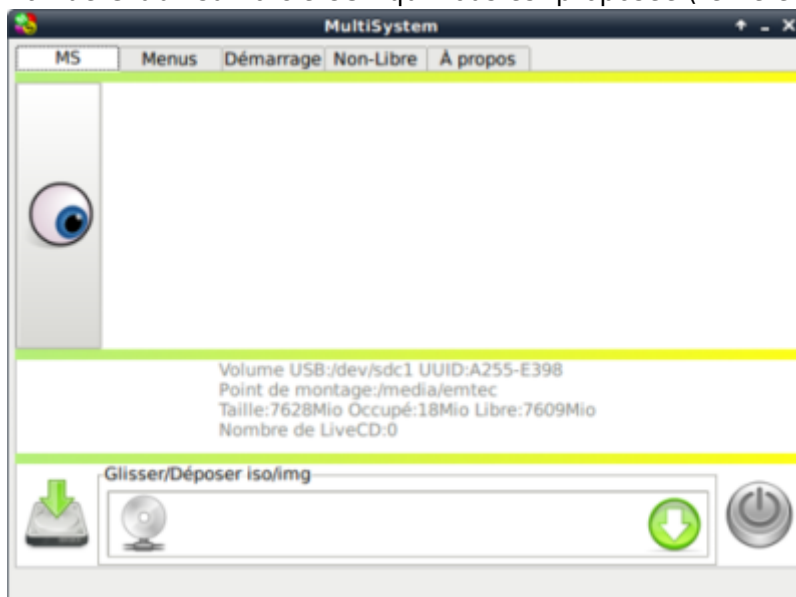 MultiSystem
MS Menus Démarrage Non-Libre À propos
Volume USB:/dev/sdc1 UUID:A255-E398
Point de montage:/media/emtec
Taille:7628Mio Occupé:18Mio Libre:7609Mio
Nombre de LiveCD:0
Glisser/Déposer iso/img